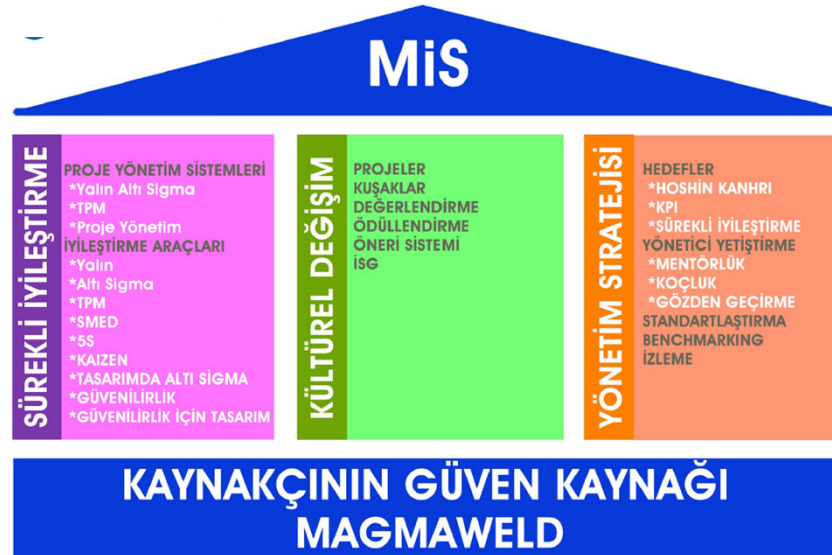 MiS
SÜREKLİ İYİLEŞTİRME
PROJE YÖNETİM SİSTEMLERİ
*Yalın Altı Sigma
*TPM
*Proje Yönetim
İYİLEŞTİRME ARAÇLARI
*Yalın
*Altı Sigma
*TPM
*SMED
*5S
*KAIZEN
*TASARIMDA ALTI SİGMA
*GÜVENİLİRLİK
*GÜVENİLİRLİK İÇİN TASARIM
KÜLTÜREL DEĞİŞİM
PROJELER
KUŞAKLAR
DEĞERLENDİRME
ÖDÜLLENDİRME
ÖNERİ SİSTEMİ
İSG
YÖNETİM STRATEJİSİ
HEDEFLER
*HOSHIN KANHRI
*KPI
*SÜREKLİ İYİLEŞTİRME
YÖNETİCİ YETİŞTİRME
*MENTÖRLÜK
*KOÇLUK
*GÖZDEN GEÇİRME
STANDARTLAŞTIRMA
BENCHMARKING
İZLEME
KAYNAKÇININ GÜVEN KAYNAĞI
MAGMAWELD